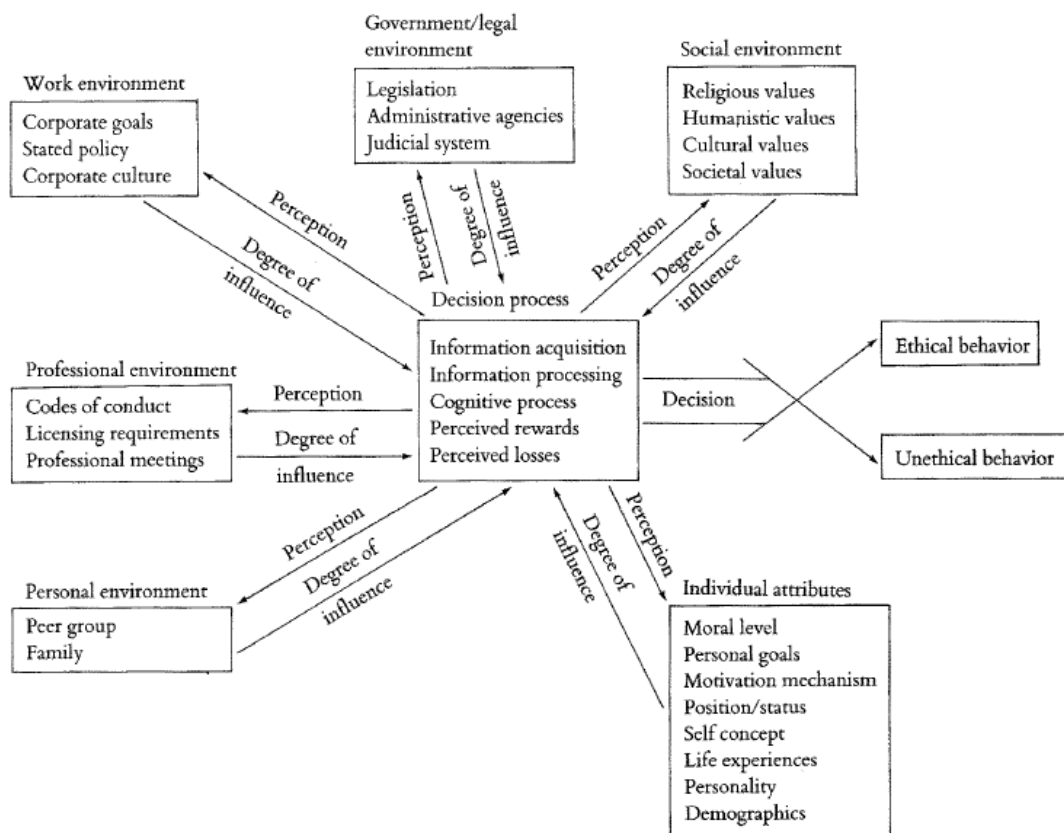 Government/legal
environment
Legislation
Administrative agencies
Judicial system
Social environment
Religious values
Humanistic values
Cultural values
Societal values
Work environment
Corporate goals
Stated policy
Corporate culture
Perception
Degree of
influence
Perception
Degree of
influence
Perception
Degree of
influence
Decision process
Information acquisition
Information processing
Cognitive process
Perceived rewards
Perceived losses
Decision
Ethical behavior
Unethical behavior
Professional environment
Codes of conduct
Licensing requirements
Professional meetings
Perception
Degree of
influence
Personal environment
Peer group
Family
Perception
Degree of
influence
Perception
Degree of
influence
Individual attributes
Moral level
Personal goals
Motivation mechanism
Position/status
Self concept
Life experiences
Personality
Demographics